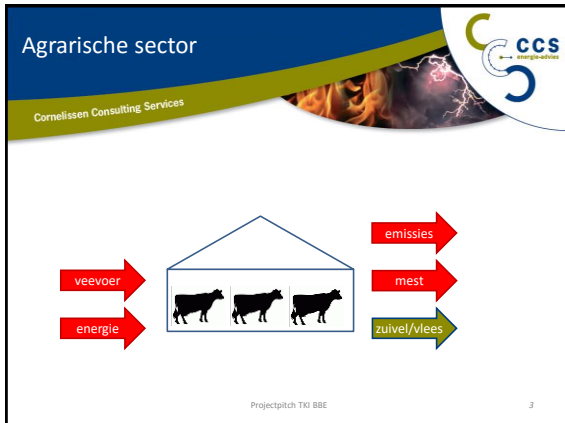 Agrarische sector
CCS
energie-advies
Cornelissen Consulting Services
emissies
veevoer
mest
energie
zuivel/vlees
Projectpitch TKI BBE
3